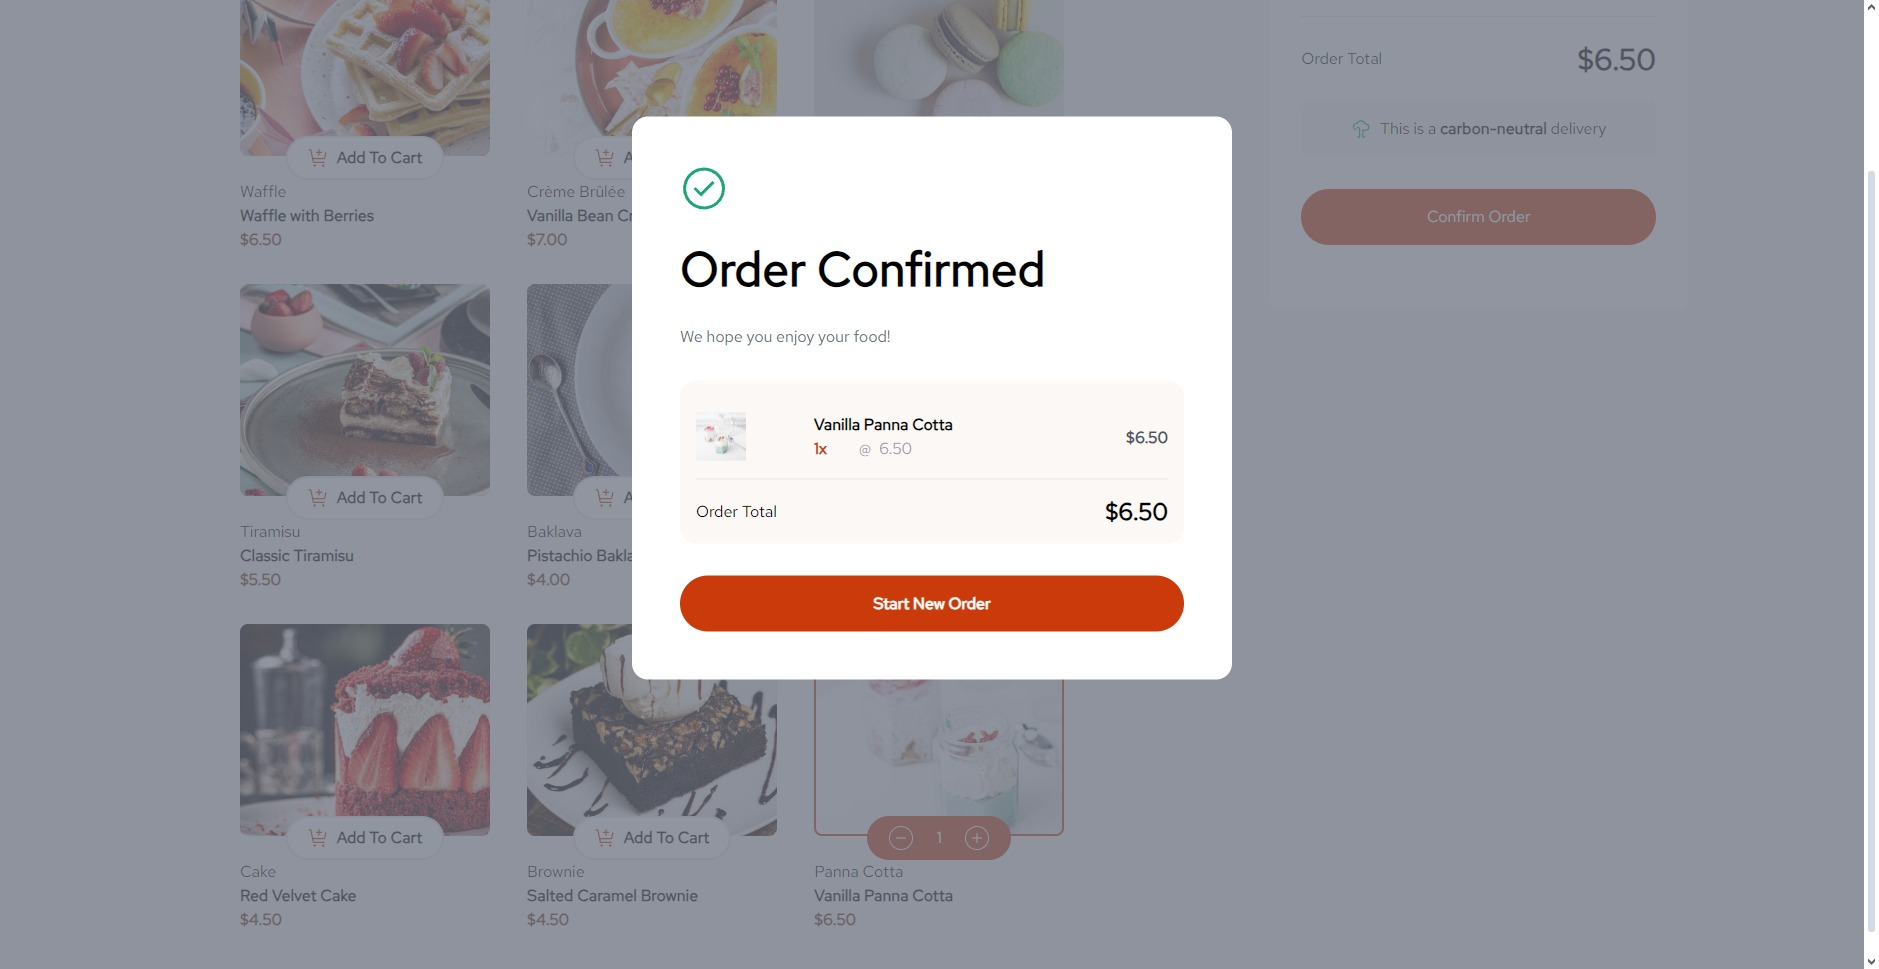 Order Total
$6.50
This is a carbon-neutral delivery
Confirm Order
Add To Cart
A
Waffle
Crème Brûlée
Waffle with Berries
Vanilla Bean Cr
$6.50
$7.00
Order Confirmed
We hope you enjoy your food!
Vanilla Panna Cotta
1x @ 6.50
$6.50
Order Total
$6.50
Start New Order
Add To Cart
A
Tiramisu
Baklava
Classic Tiramisu
Pistachio Bakla
$5.50
$4.00
Add To Cart
Add To Cart
1
Cake
Brownie
Panna Cotta
Red Velvet Cake
Salted Caramel Brownie
Vanilla Panna Cotta
$4.50
$4.50
$6.50